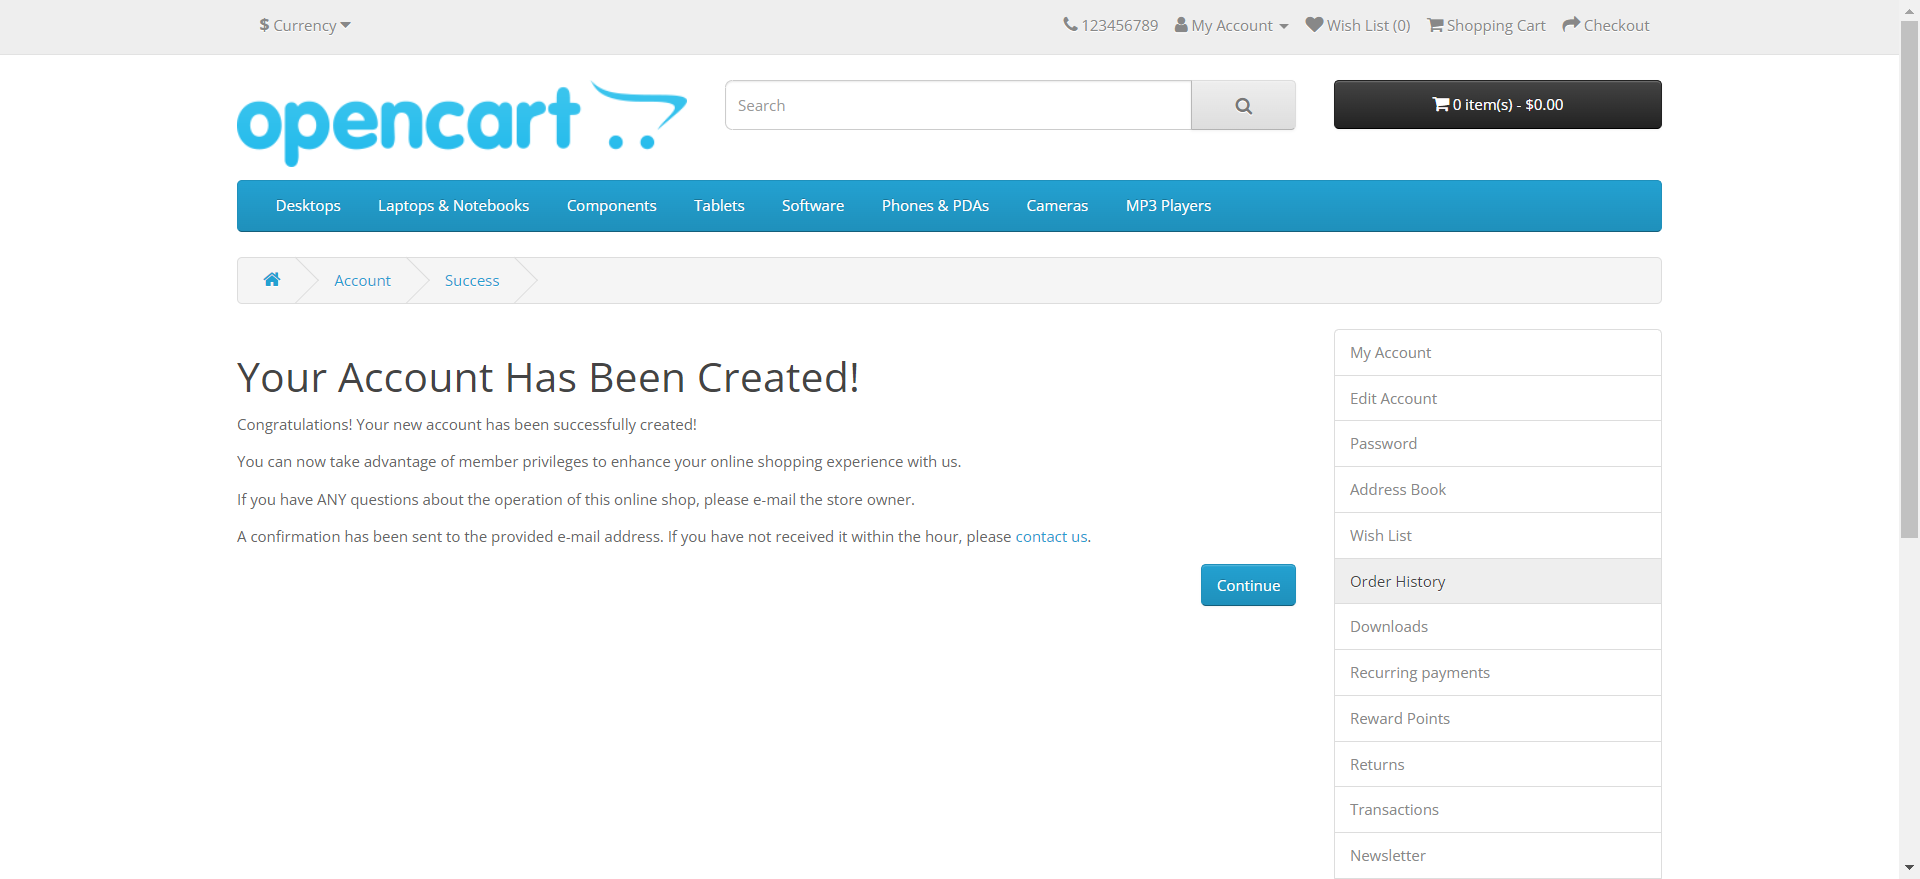 $ Currency
123456789 My Account Wish List (0) Shopping Cart Checkout
opencart
Search
0 item(s) - $0.00
Desktops Laptops & Notebooks Components Tablets Software Phones & PDAs Cameras MP3 Players
Account Success
Your Account Has Been Created!
Congratulations! Your new account has been successfully created!
You can now take advantage of member privileges to enhance your online shopping experience with us.
If you have ANY questions about the operation of this online shop, please e-mail the store owner.
A confirmation has been sent to the provided e-mail address. If you have not received it within the hour, please contact us.
Continue
My Account
Edit Account
Password
Address Book
Wish List
Order History
Downloads
Recurring payments
Reward Points
Returns
Transactions
Newsletter